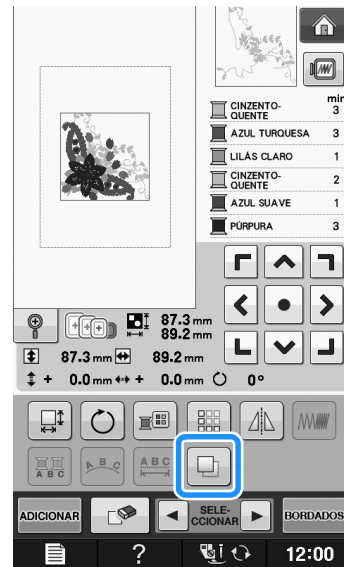 min
CINZENTO-
QUENTE 3
AZUL TURQUESA 3
LILÁS CLARO 1
CINZENTO-
QUENTE 2
AZUL SUAVE 1
PÚRPURA 3
87.3 mm
89.2 mm
87.3 mm 89.2 mm
+ 0.0 mm + 0.0 mm 0°
A B C
A B C
A B C
ADICIONAR
SELE-
CCIONAR
BORDADOS
? 12:00